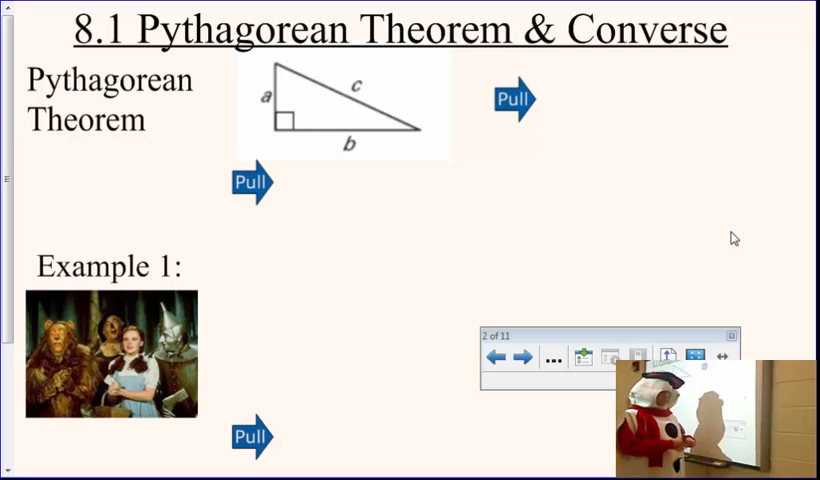 8.1 Pythagorean Theorem & Converse
Pythagorean
Theorem
a
c
b
Pull
Pull
Example 1:
2 of 11
Pull